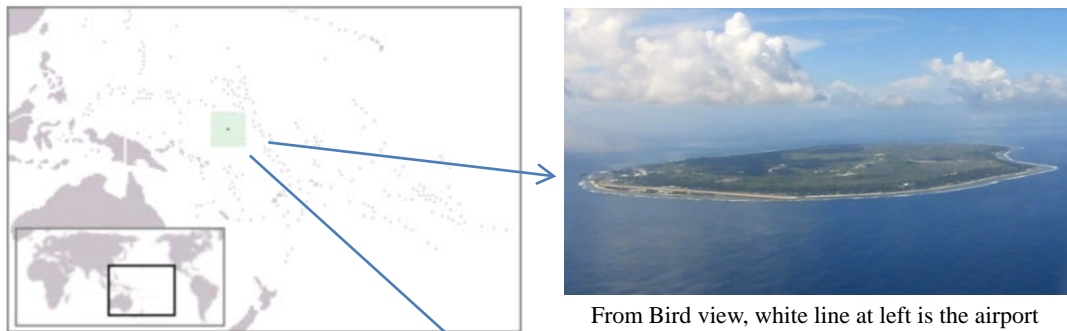 From Bird view, white line at left is the airport